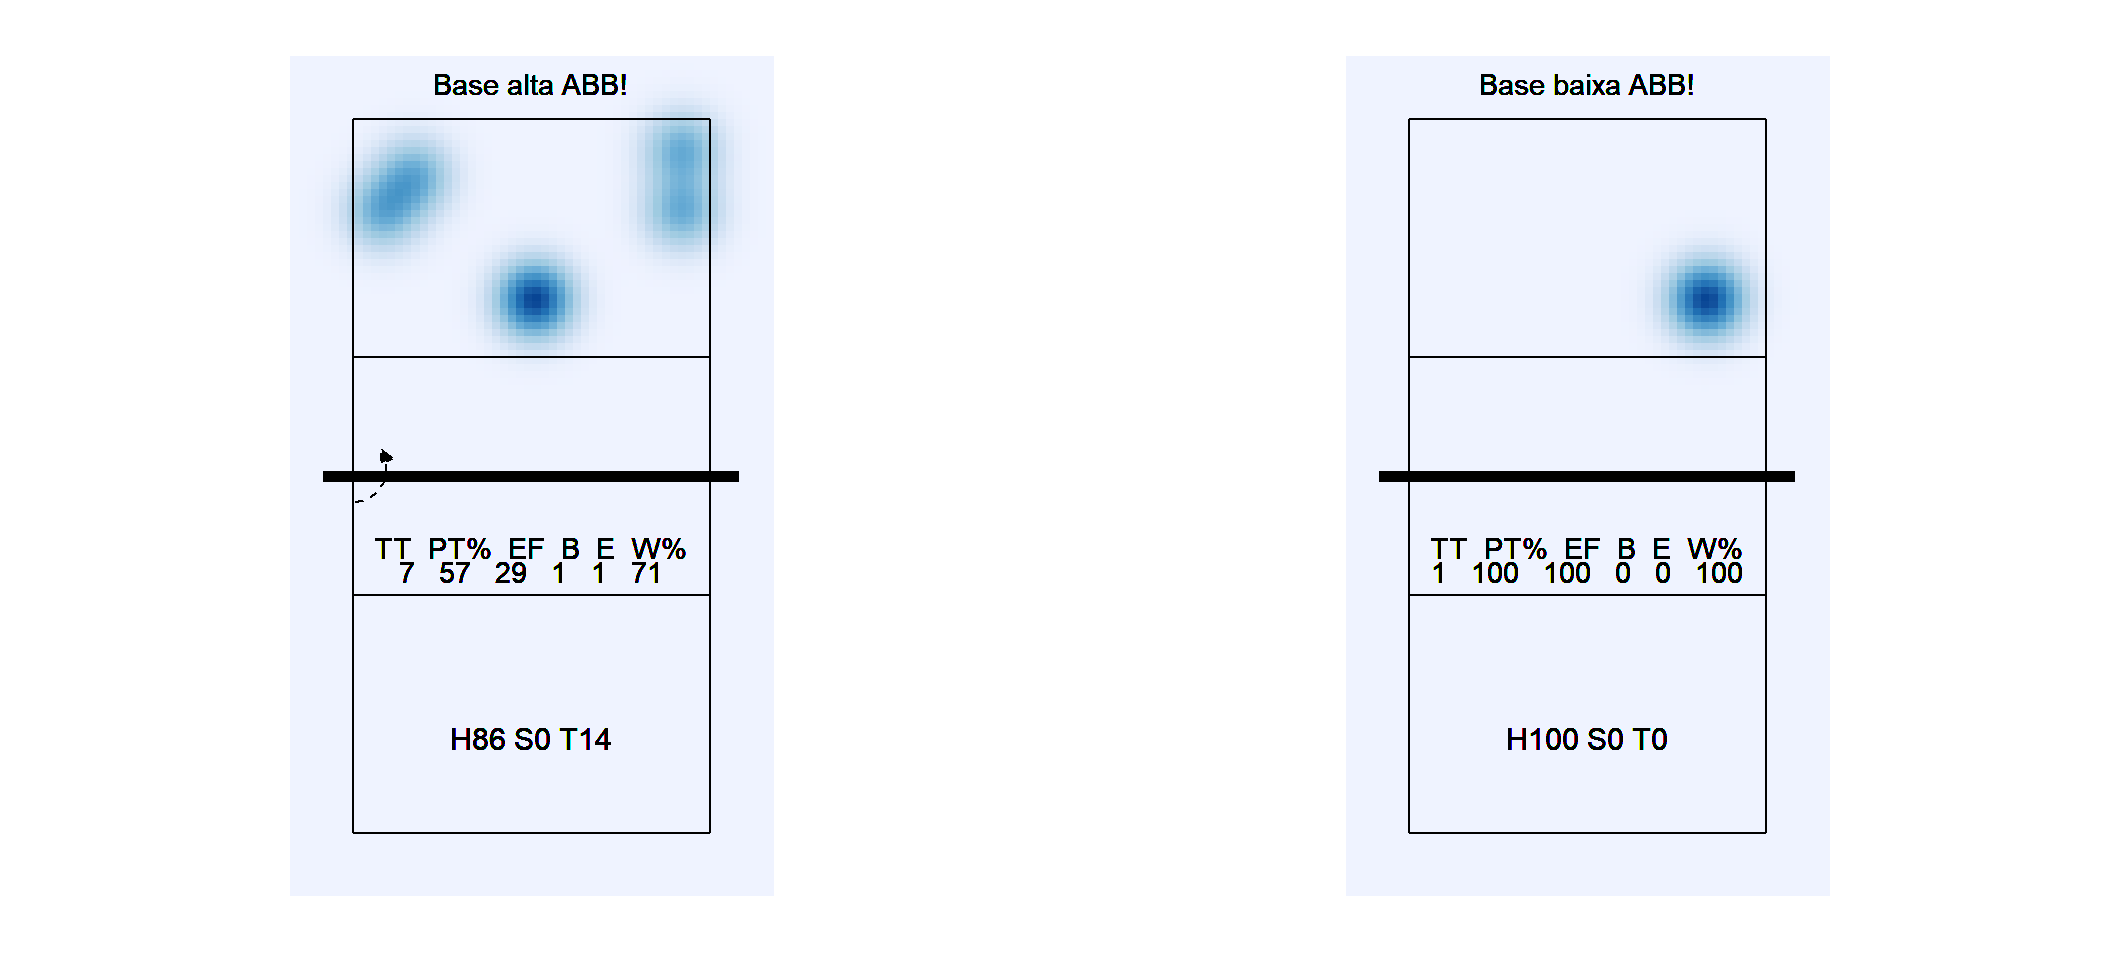 Base alta ABB!
TT PT% EF B E W%
7 57 29 1 1 71
H86 S0 T14
Base baixa ABB!
TT PT% EF B E W%
1 100 100 0 0 100
H100 S0 T0